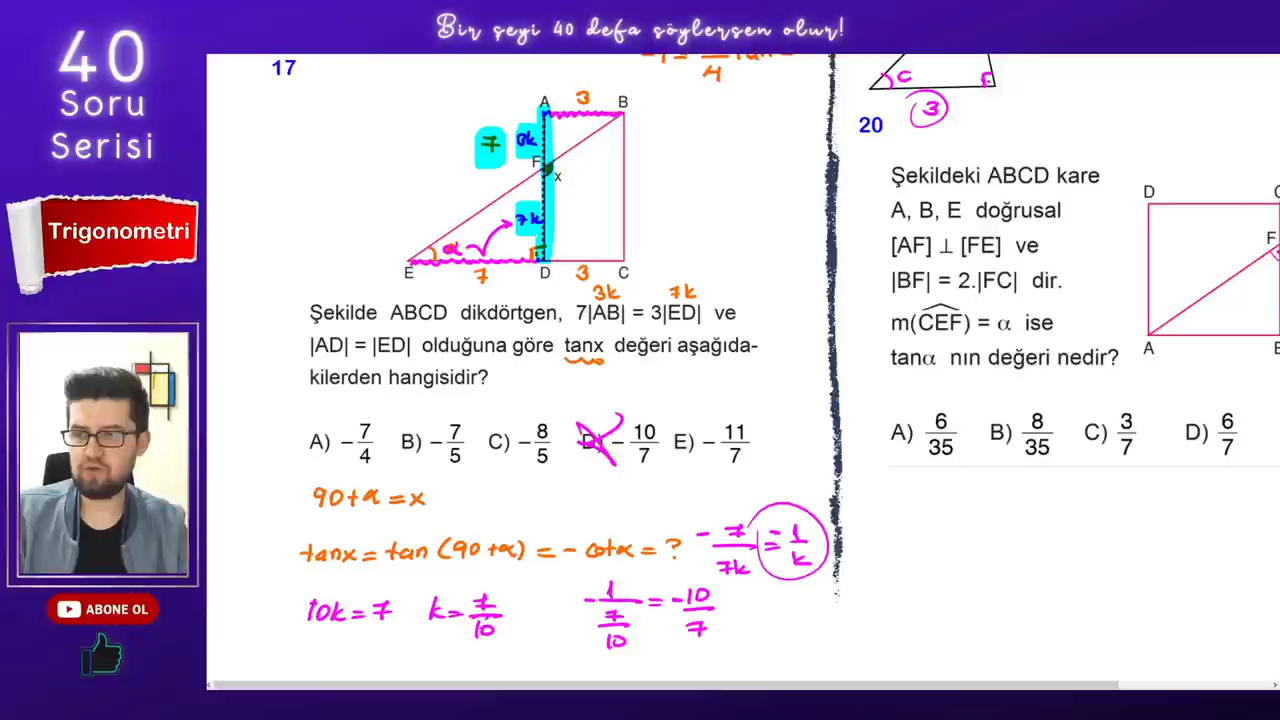 Bir şeyi 40 defa söylersen olur!
40
Soru
Serisi
Trigonometri
ABONE OL
17
4
A
3
B
7
3k
F
x
7k
α
E
7
D
3
C
3k 7k
Şekilde ABCD dikdörtgen, 7|AB| = 3|ED| ve
|AD| = |ED| olduğuna göre tanx değeri aşağıda-
kilerden hangisidir?
A) −7/4 B) −7/5 C) −8/5 D) −10/7 E) −11/7
90+α = x
tanx = tan (90+α) = − cotα = ? −7/7k = −1/k
10k = 7 k = 7/10 −1/(7/10) = −10/7
C
3
20
Şekildeki ABCD kare
A, B, E doğrusal
[AF] ⊥ [FE] ve
|BF| = 2.|FC| dir.
m(CEF) = α ise
tanα nın değeri nedir?
D
C
F
A
A) 6/35 B) 8/35 C) 3/7 D) 6/7